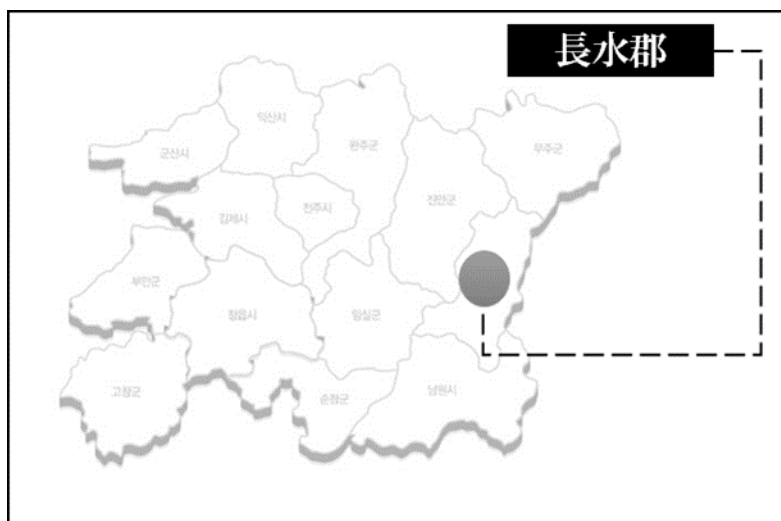 長水郡
익산시
군산시
완주군
무주군
전주시
진안군
김제시
부안군
정읍시
임실군
고창군
순창군
남원시